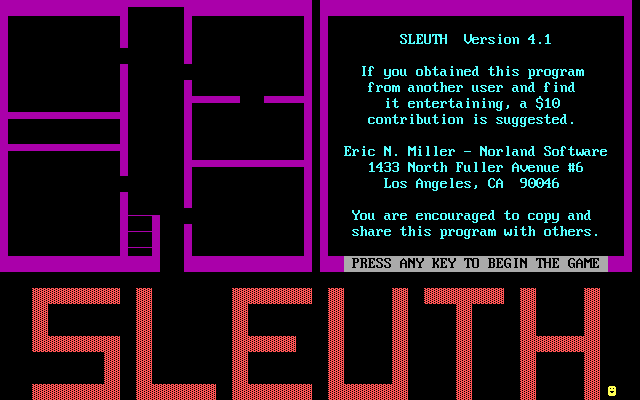 SLEUTH Version 4.1
If you obtained this program
from another user and find
it entertaining, a $10
contribution is suggested.
Eric N. Miller - Norland Software
1433 North Fuller Avenue #6
Los Angeles, CA 90046
You are encouraged to copy and
share this program with others.
PRESS ANY KEY TO BEGIN THE GAME
SLEUTH